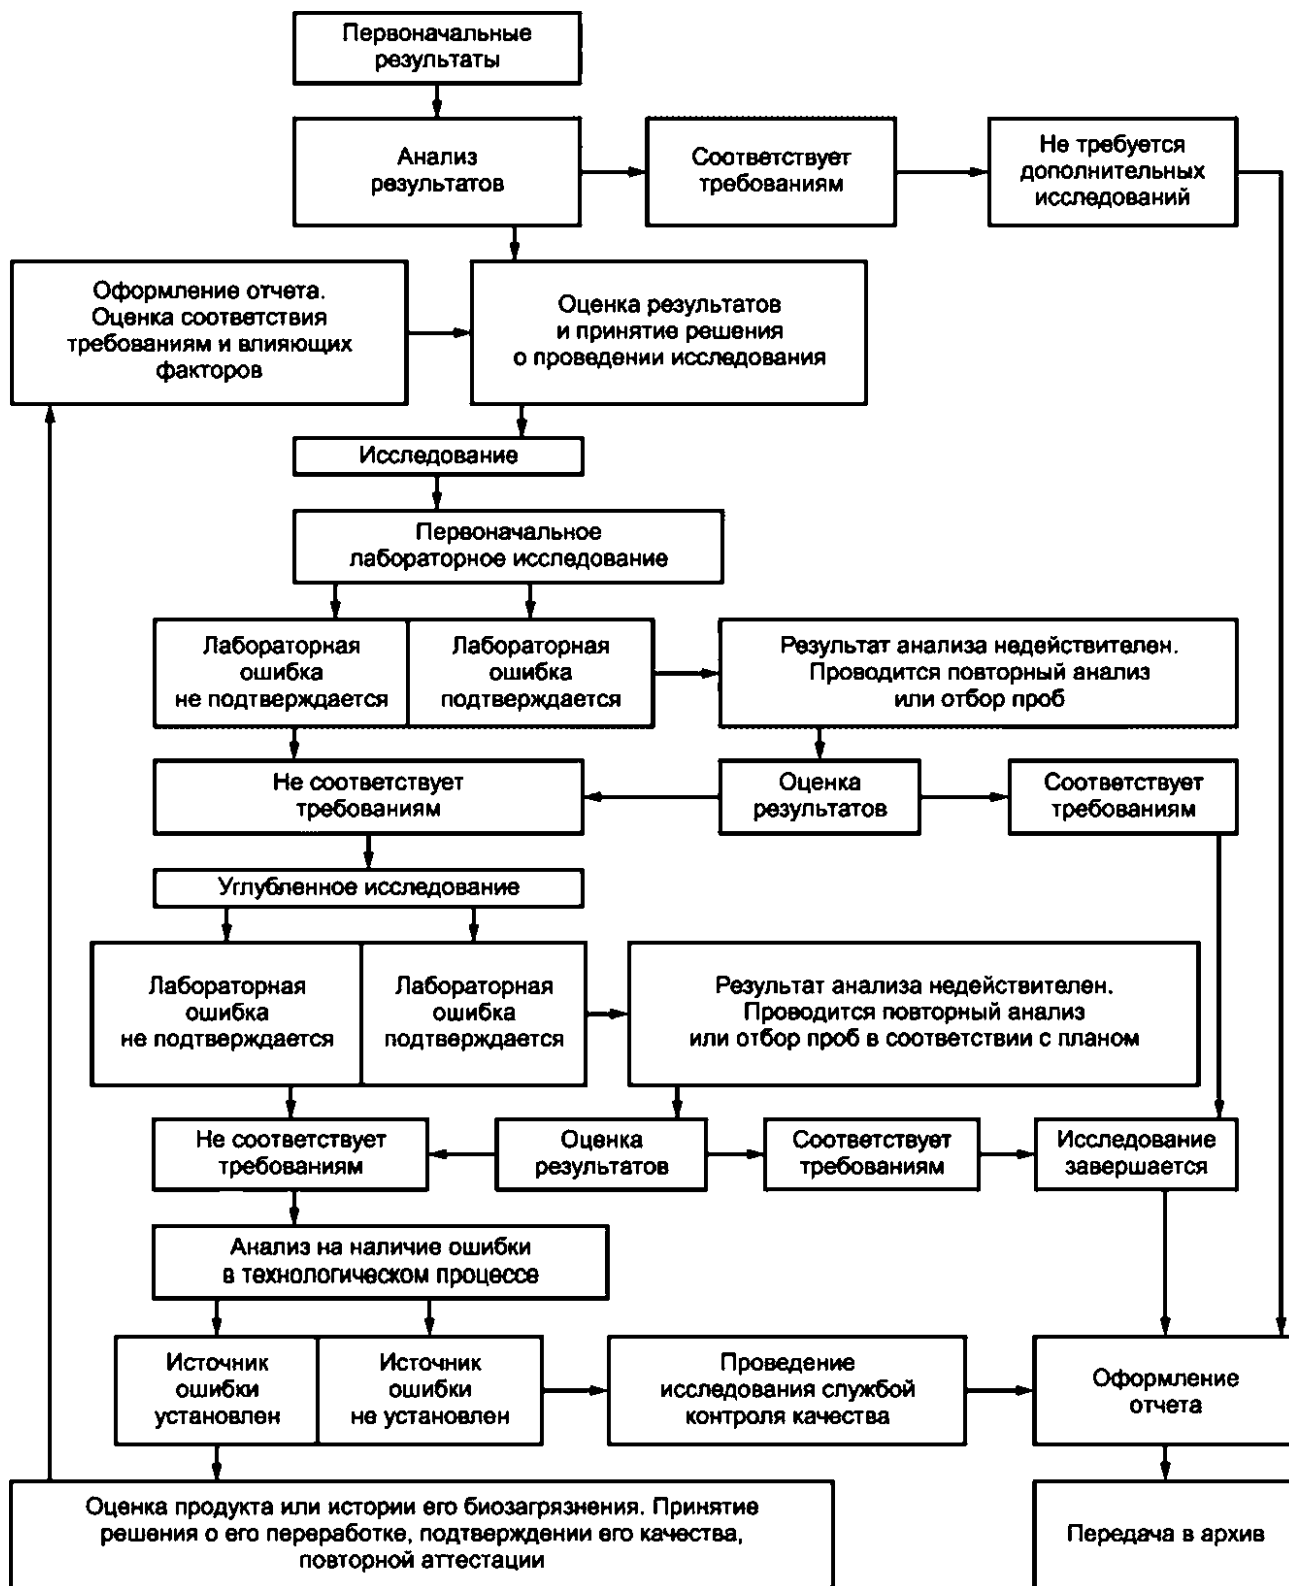 Первоначальные
результаты
Анализ
результатов
Соответствует
требованиям
Не требуется
дополнительных
исследований
Оформление отчета.
Оценка соответствия
требованиям и влияющих
факторов
Оценка результатов
и принятие решения
о проведении исследования
Исследование
Первоначальное
лабораторное исследование
Лабораторная
ошибка
не подтверждается
Лабораторная
ошибка
подтверждается
Результат анализа недействителен.
Проводится повторный анализ
или отбор проб
Не соответствует
требованиям
Оценка
результатов
Соответствует
требованиям
Углубленное исследование
Лабораторная
ошибка
не подтверждается
Лабораторная
ошибка
подтверждается
Результат анализа недействителен.
Проводится повторный анализ
или отбор проб в соответствии с планом
Не соответствует
требованиям
Оценка
результатов
Соответствует
требованиям
Исследование
завершается
Анализ на наличие ошибки
в технологическом процессе
Источник
ошибки
установлен
Источник
ошибки
не установлен
Проведение
исследования службой
контроля качества
Оформление
отчета
Оценка продукта или истории его биозагрязнения. Принятие
решения о его переработке, подтверждении его качества,
повторной аттестации
Передача в архив